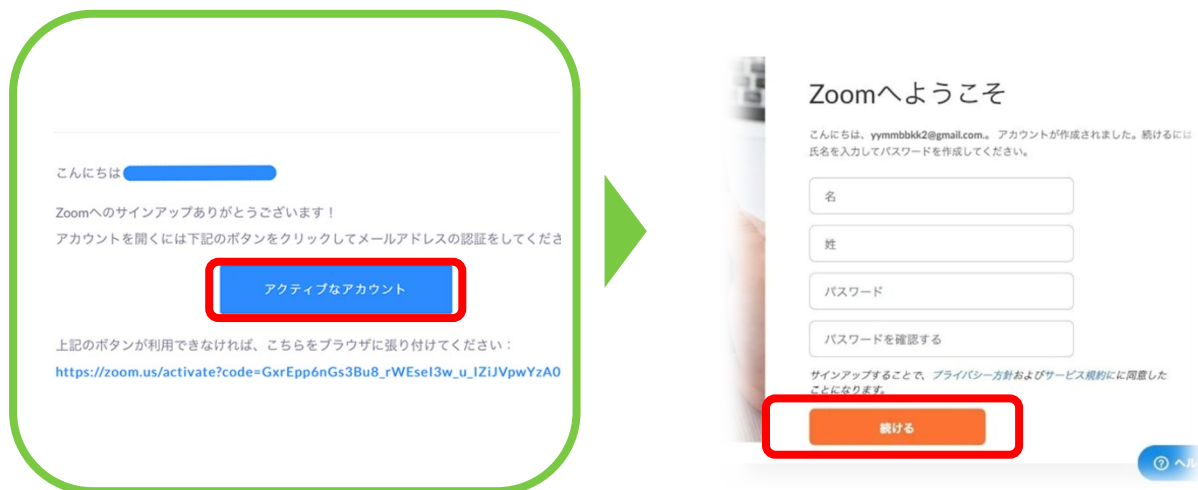 こんにちは
Zoomへのサインアップありがとうございます！
アカウントを開くには下記のボタンをクリックしてメールアドレスの認証をしてくださ
アクティブなアカウント
上記のボタンが利用できなければ、こちらをブラウザに張り付けてください：
https://zoom.us/activate?code=GxrEpp6nGs3Bu8_rWEseI3w_u_IZiJVpwYzA0
Zoomへようこそ
こんにちは、yymmbbkk2@gmail.com.。 アカウントが作成されました。続けるには
氏名を入力してパスワードを作成してください。
名
姓
パスワード
パスワードを確認する
サインアップすることで、プライバシー方針およびサービス規約にに同意した
ことになります。
続ける
ヘル